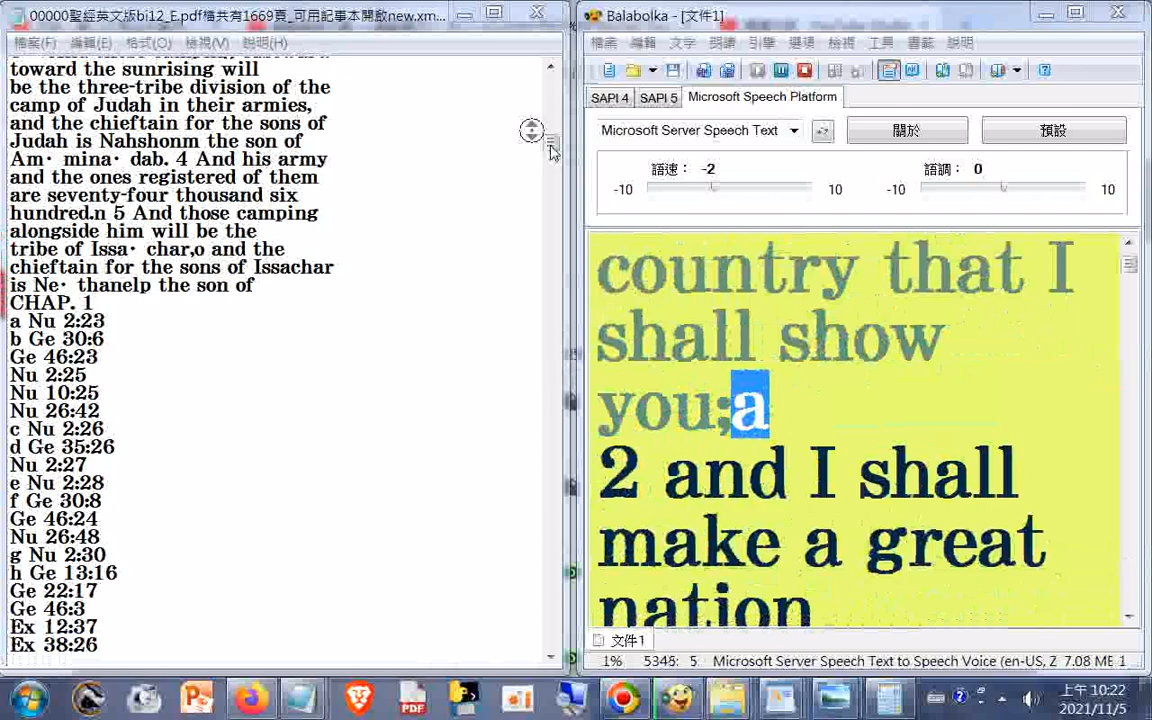 00000聖經英文版bi12_E.pdf檔共有1669頁_可用記事本開啟new.xm...
檔案(F) 編輯(E) 格式(O) 檢視(V) 說明(H)
toward the sunrising will
be the three-tribe division of the
camp of Judah in their armies,
and the chieftain for the sons of
Judah is Nahshonm the son of
Am· mina· dab. 4 And his army
and the ones registered of them
are seventy-four thousand six
hundred.n 5 And those camping
alongside him will be the
tribe of Issa· char,o and the
chieftain for the sons of Issachar
is Ne· thanelp the son of
CHAP. 1
a Nu 2:23
b Ge 30:6
Ge 46:23
Nu 2:25
Nu 10:25
Nu 26:42
c Nu 2:26
d Ge 35:26
Nu 2:27
e Nu 2:28
f Ge 30:8
Ge 46:24
Nu 26:48
g Nu 2:30
h Ge 13:16
Ge 22:17
Ge 46:3
Ex 12:37
Ex 38:26
Balabolka - [文件1]
檔案 編輯 文字 朗讀 引擎 選項 檢視 工具 書籤 說明
SAPI 4 SAPI 5 Microsoft Speech Platform
Microsoft Server Speech Text 關於 預設
語速： -2 語調： 0
-10 10 -10 10
country that I
shall show
you;a
2 and I shall
make a great
nation
文件1
1% 5345: 5 Microsoft Server Speech Text to Speech Voice (en-US, Z 7.08 ME 1
上午 10:22
2021/11/5